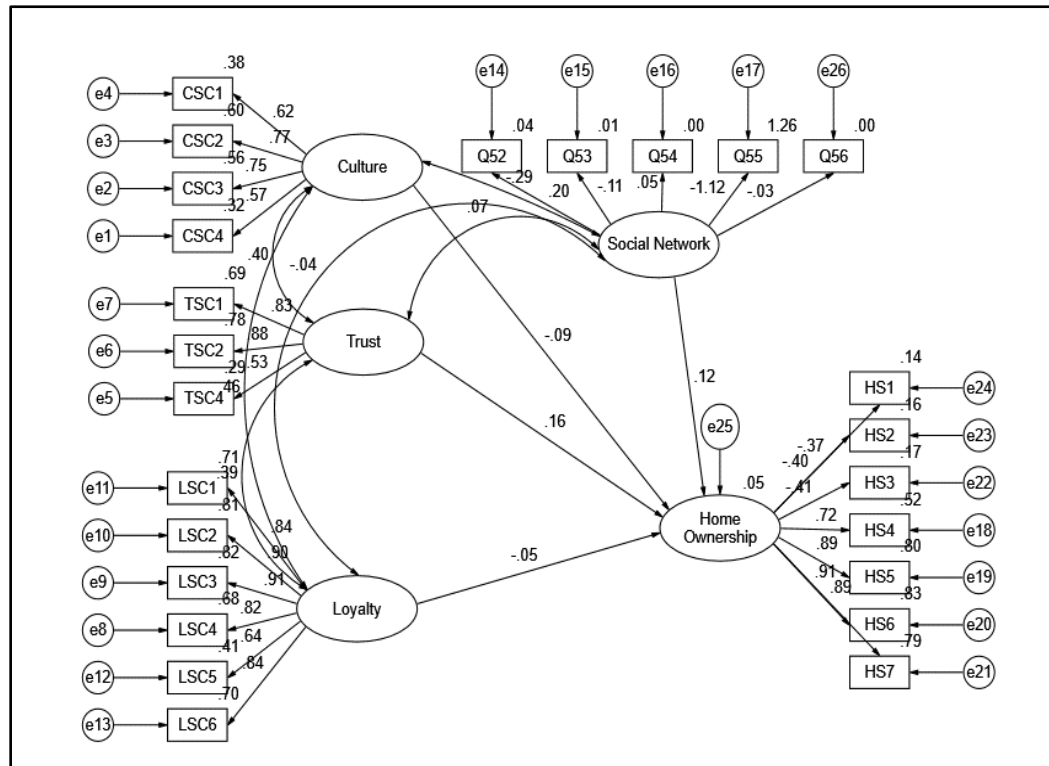 e14 e15 e16 e17 e26
.38
e4 CSC1
.60 .62
e3 CSC2
.77
.56 .75
e2 CSC3
.57
.32
e1 CSC4
Culture
.04 .01 .00 1.26 .00
Q52 Q53 Q54 Q55 Q56
-.29 .20 -.11 .05 -1.12 -.03
.07
Social Network
.40 -.04
.69
e7 TSC1
.78 .83
e6 TSC2
.88
.29 .53
e5 TSC4
.46
Trust
-.09
.12
.16
e25
.05
Home
Ownership
.14
HS1 e24
.16
-.37
HS2 e23
-.40 .17
HS3 e22
-.41 .52
.72
HS4 e18
.89 .80
HS5 e19
.91 .83
.89
HS6 e20
.79
HS7 e21
.71
.39
e11 LSC1
.81
e10 LSC2
.84
.82 .90
e9 LSC3
.91
.68 .82
e8 LSC4
.64
.41
e12 LSC5
.84
.70
e13 LSC6
Loyalty
-.05